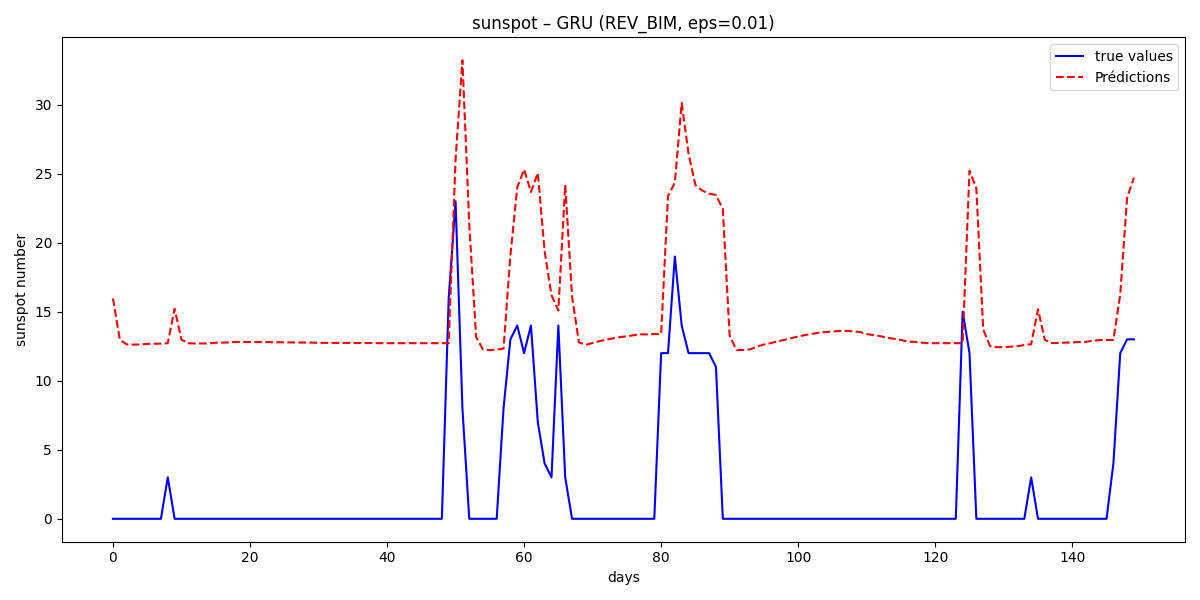 sunspot – GRU (REV_BIM, eps=0.01)
true values
Prédictions
sunspot number
30
25
20
15
10
5
0
0 20 40 60 80 100 120 140
days